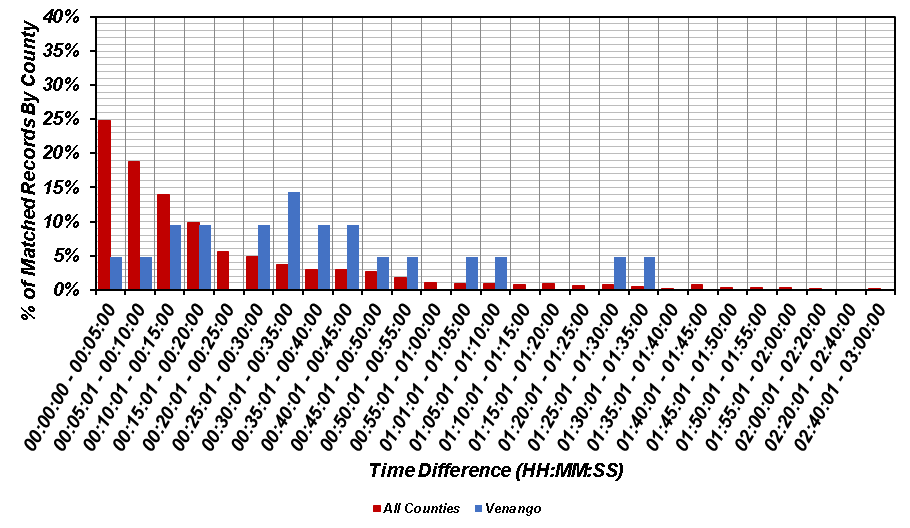 % of Matched Records By County
40%
35%
30%
25%
20%
15%
10%
5%
0%
00:00:00 - 00:05:00
00:05:01 - 00:10:00
00:10:01 - 00:15:00
00:15:01 - 00:20:00
00:20:01 - 00:25:00
00:25:01 - 00:30:00
00:30:01 - 00:35:00
00:35:01 - 00:40:00
00:40:01 - 00:45:00
00:45:01 - 00:50:00
00:50:01 - 00:55:00
00:55:01 - 01:00:00
01:01:01 - 01:05:00
01:05:01 - 01:10:00
01:10:01 - 01:15:00
01:15:01 - 01:20:00
01:20:01 - 01:25:00
01:25:01 - 01:30:00
01:30:01 - 01:35:00
01:35:01 - 01:40:00
01:40:01 - 01:45:00
01:45:01 - 01:50:00
01:50:01 - 01:55:00
01:55:01 - 02:00:00
02:00:01 - 02:20:00
02:20:01 - 02:40:00
02:40:01 - 03:00:00
Time Difference (HH:MM:SS)
All Counties
Venango